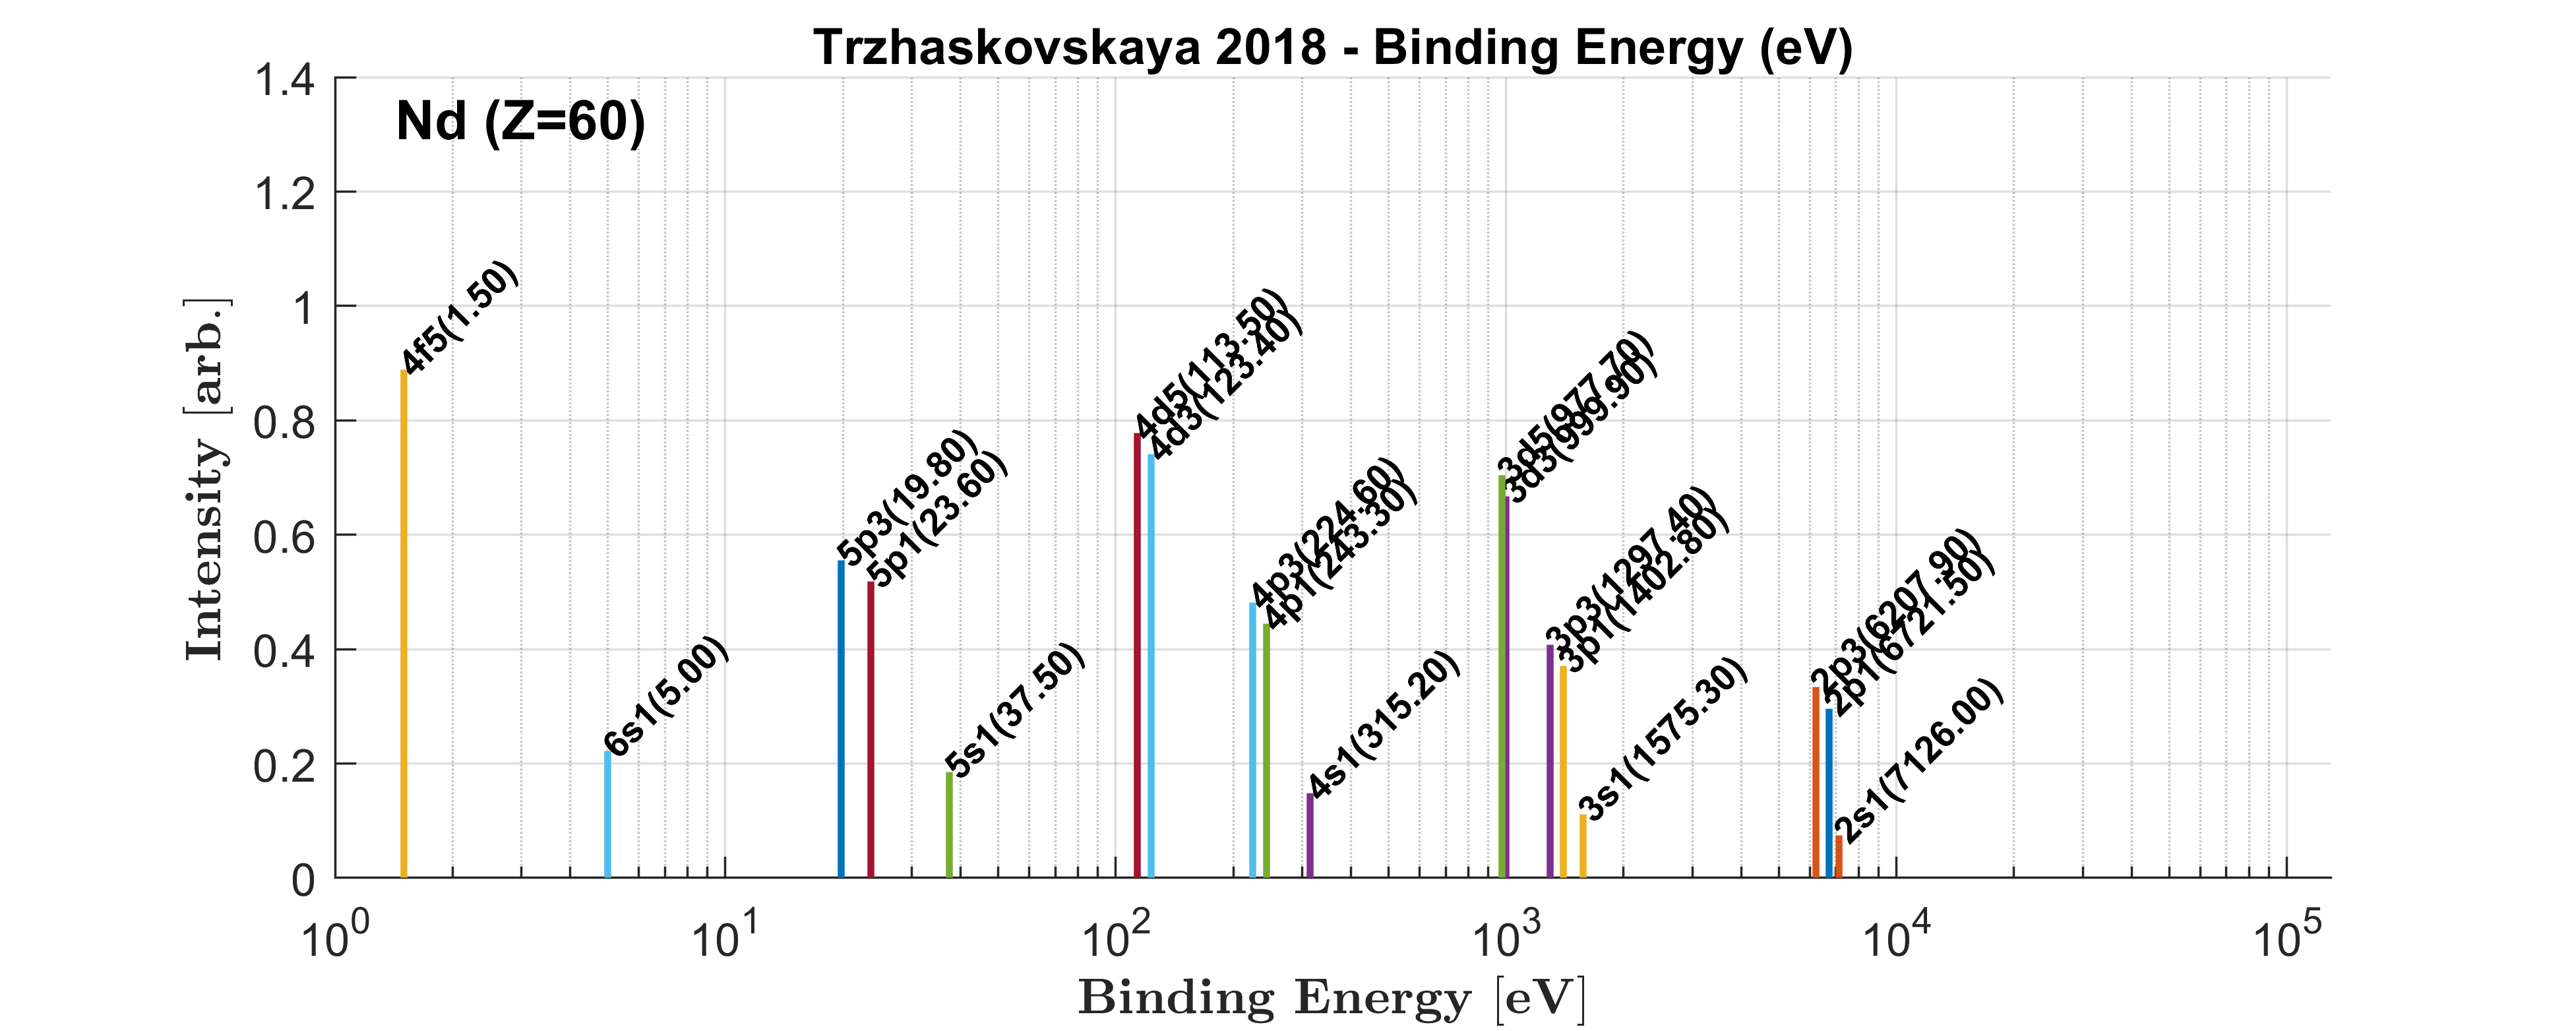 Trzhaskovskaya 2018 - Binding Energy (eV)
Nd (Z=60)
Intensity [arb.]
1.4
1.2
1
0.8
0.6
0.4
0.2
0
4f5(1.50)
6s1(5.00)
5p3(19.80)
5p1(23.60)
5s1(37.50)
4d5(113.50)
4d3(123.40)
4p3(224.60)
4p1(243.30)
4s1(315.20)
3d5(977.70)
3d3(999.90)
3p3(1297.40)
3p1(1402.80)
3s1(1575.30)
2p3(6207.90)
2p1(6721.50)
2s1(7126.00)
10^0 10^1 10^2 10^3 10^4 10^5
Binding Energy [eV]